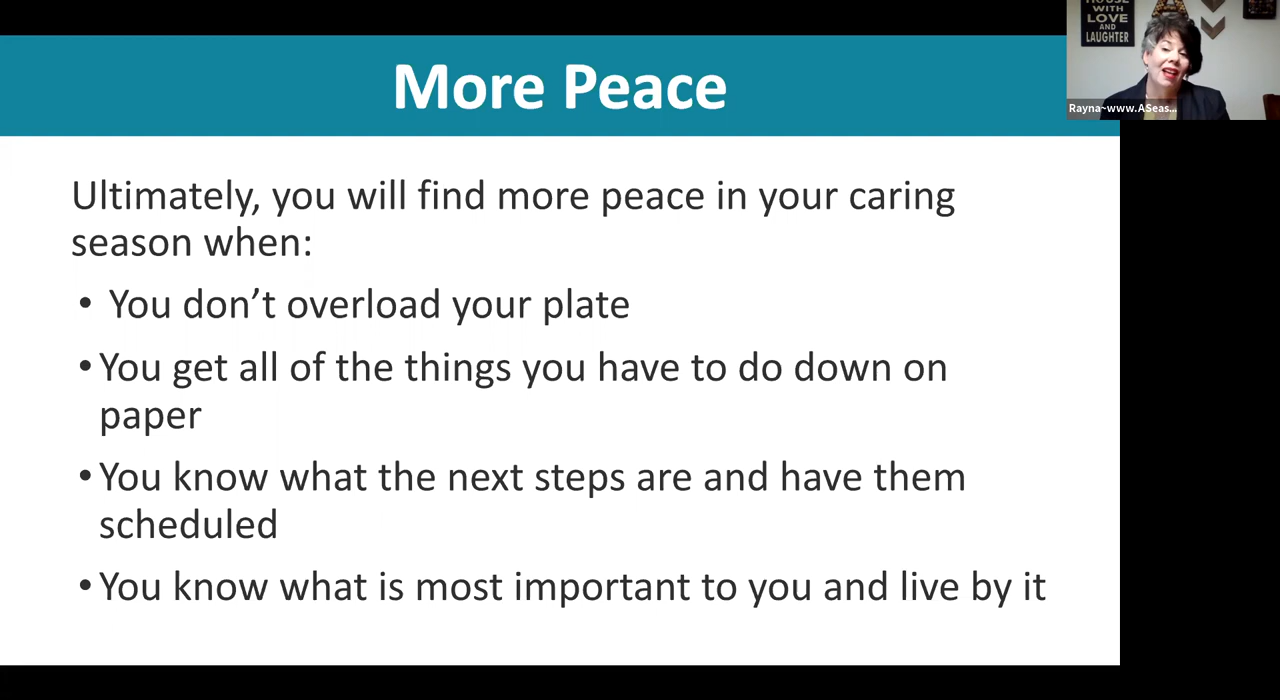 More Peace
Ultimately, you will find more peace in your caring
season when:
• You don’t overload your plate
• You get all of the things you have to do down on
paper
• You know what the next steps are and have them
scheduled
• You know what is most important to you and live by it
HOUSE
WITH
LOVE
AND
LAUGHTER
Rayna~www.ASeas...